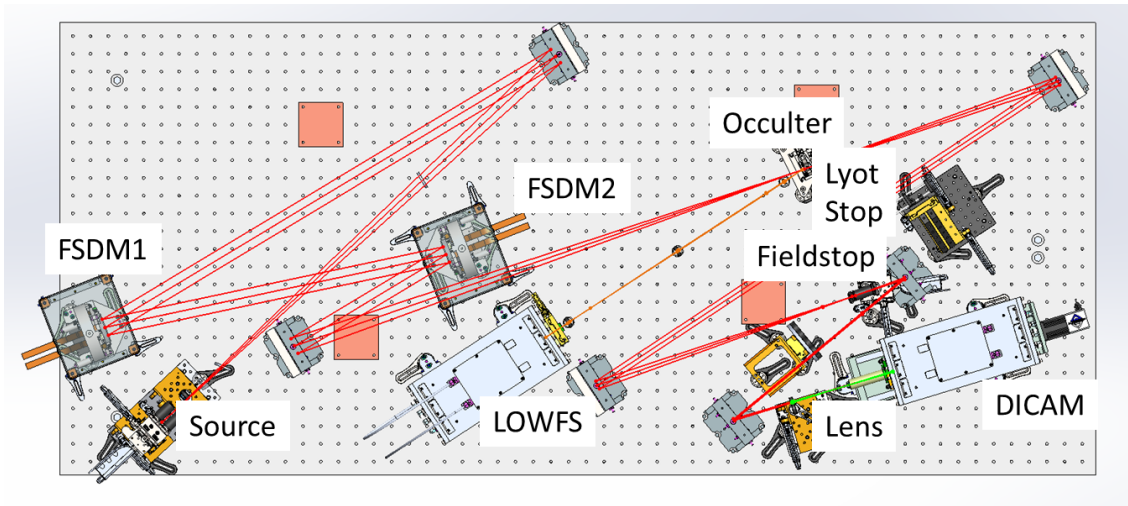 Occulter
Lyot
Stop
FSDM2
FSDM1
Fieldstop
Source
LOWFS
Lens
DICAM